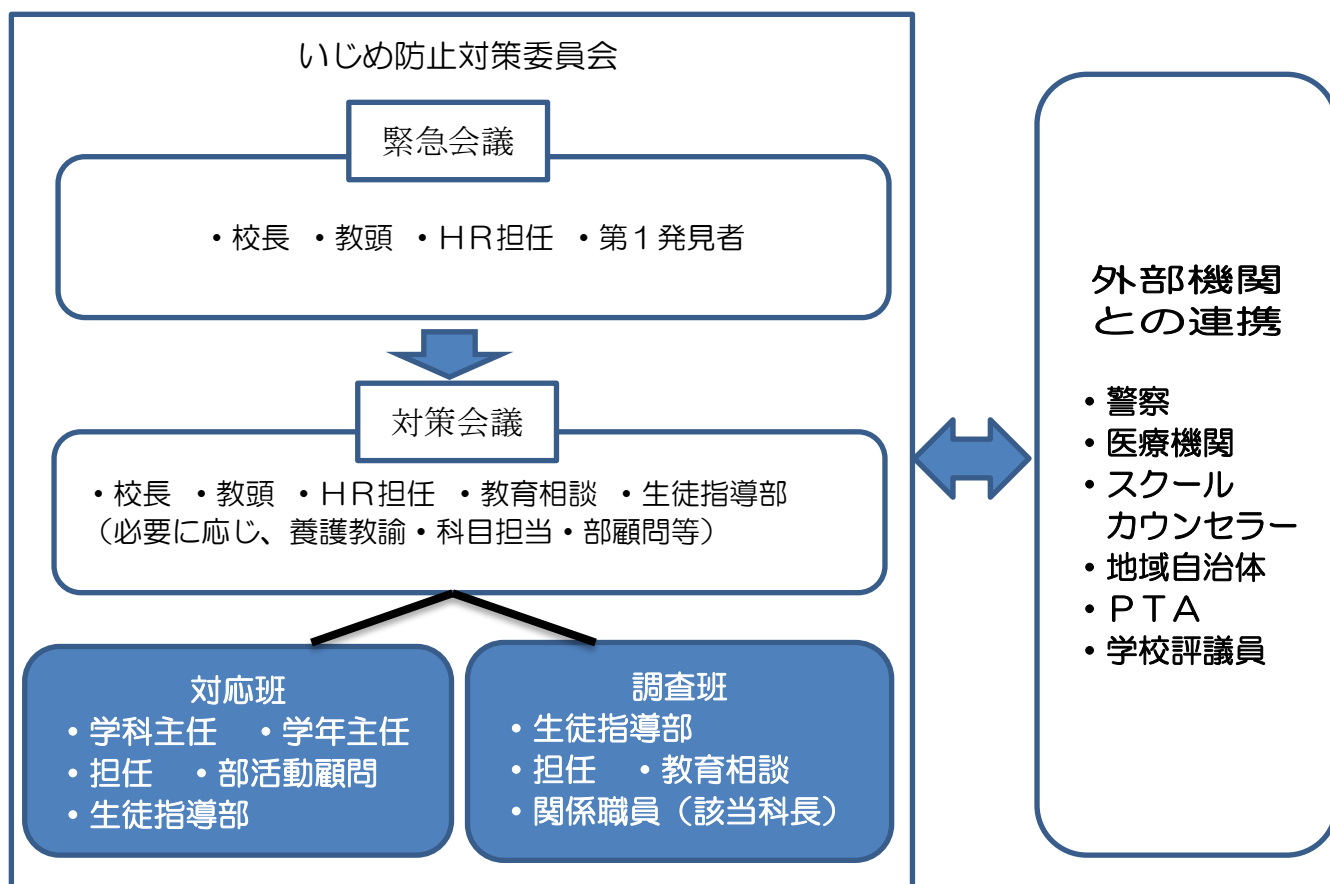 いじめ防止対策委員会
緊急会議
・校長 ・教頭 ・ＨＲ担任 ・第１発見者
対策会議
・校長 ・教頭 ・ＨＲ担任 ・教育相談 ・生徒指導部
（必要に応じ、養護教諭・科目担当・部顧問等）
対応班
・学科主任 ・学年主任
・担任 ・部活動顧問
・生徒指導部
調査班
・生徒指導部
・担任 ・教育相談
・関係職員（該当科長）
外部機関
との連携
・警察
・医療機関
・スクール
カウンセラー
・地域自治体
・ＰＴＡ
・学校評議員